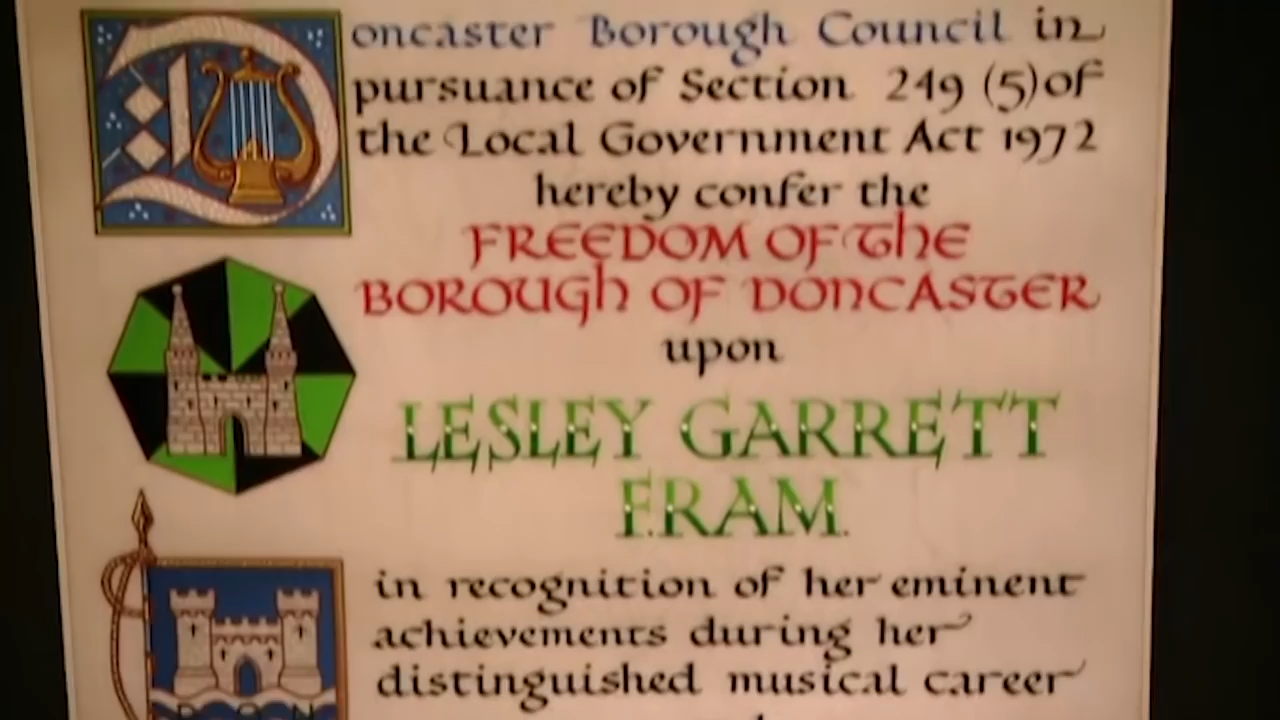 Doncaster Borough Council in
pursuance of Section 249 (5) of
the Local Government Act 1972
hereby confer the
FREEDOM OF The
BOROUGh OF DONCASTER
upon
LESLEY GARRETT
F.R.A.M.
in recognition of her eminent
achievements during her
distinguished musical career
DON